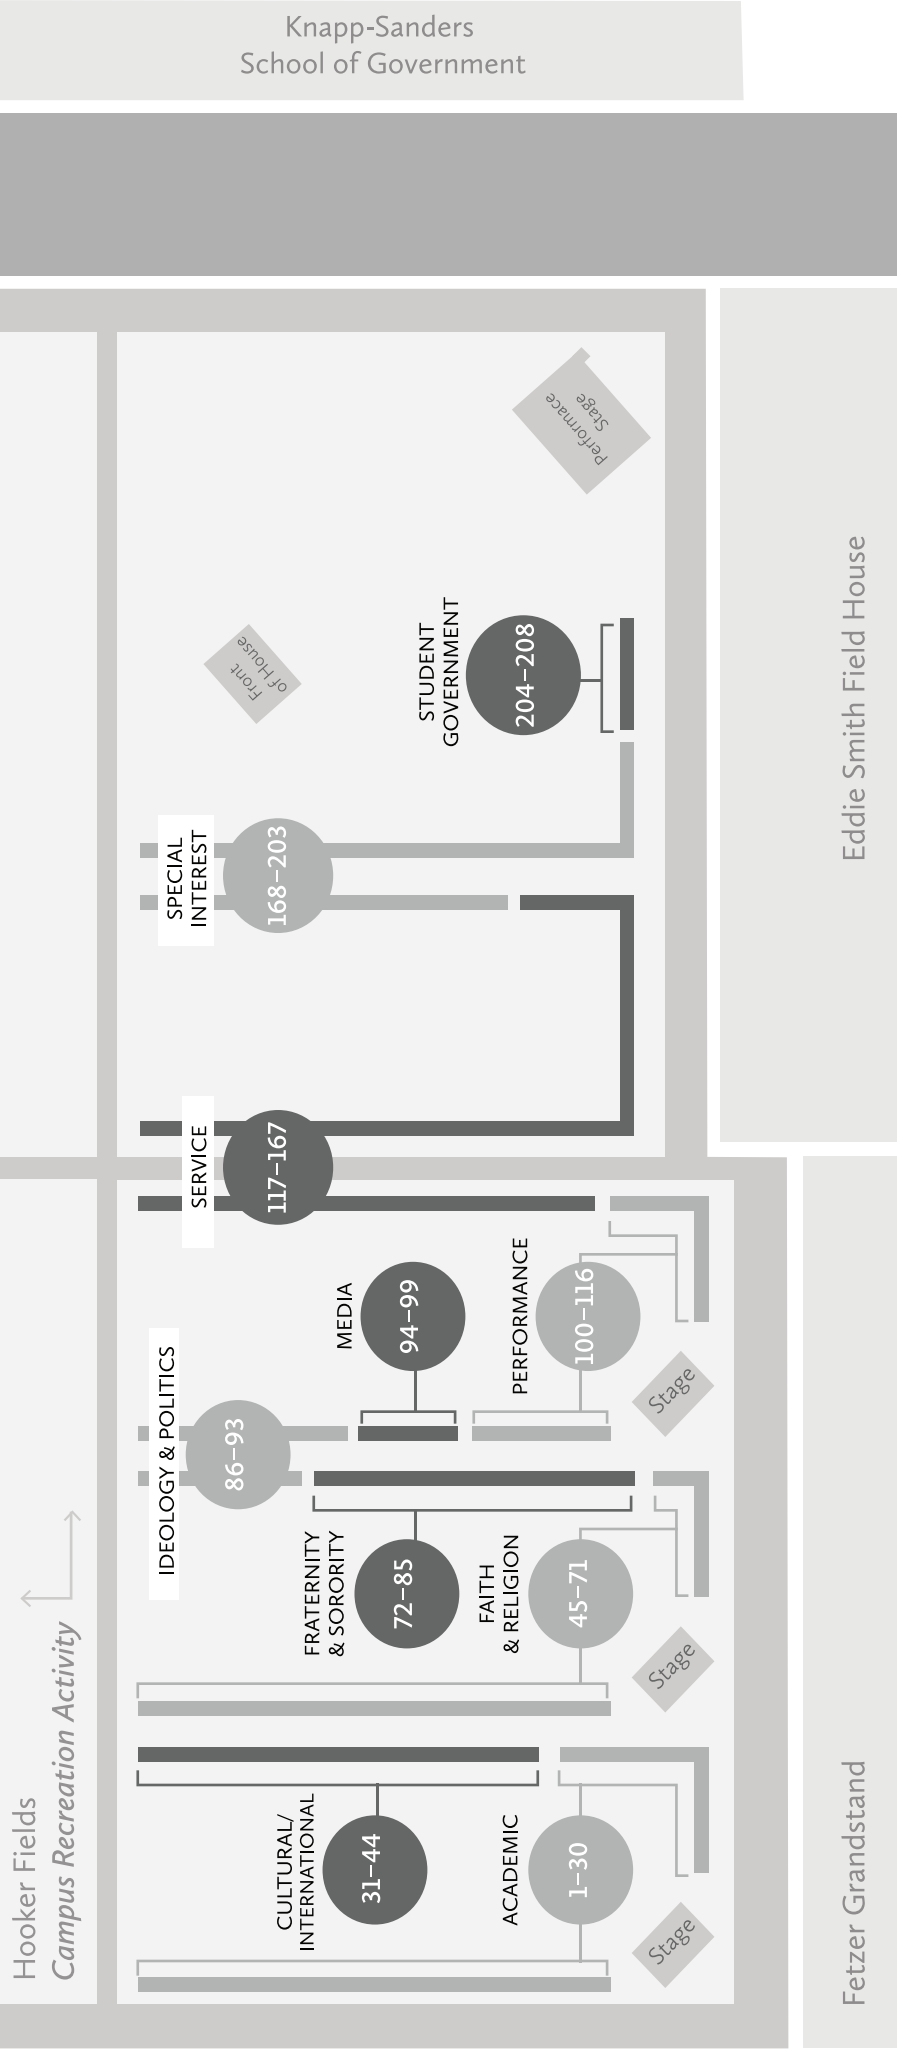 Knapp-Sanders
School of Government
Performace
Stage
Front
of House
STUDENT
GOVERNMENT
204–208
Eddie Smith Field House
SPECIAL
INTEREST
168–203
SERVICE
117–167
MEDIA
94–99
PERFORMANCE
100–116
Stage
IDEOLOGY & POLITICS
86–93
FRATERNITY
& SORORITY
72–85
FAITH
& RELIGION
45–71
Stage
Hooker Fields
Campus Recreation Activity
CULTURAL/
INTERNATIONAL
31–44
ACADEMIC
1–30
Stage
Fetzer Grandstand